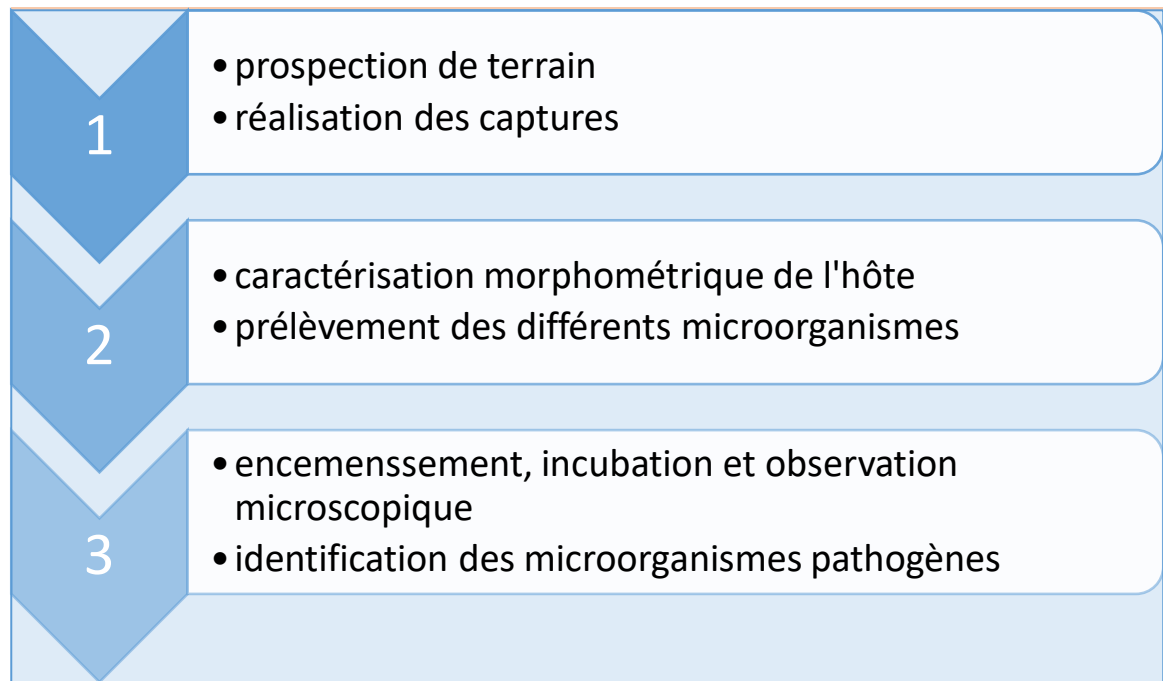 1
• prospection de terrain
• réalisation des captures
2
• caractérisation morphométrique de l'hôte
• prélèvement des différents microorganismes
3
• encemenssement, incubation et observation
microscopique
• identification des microorganismes pathogènes